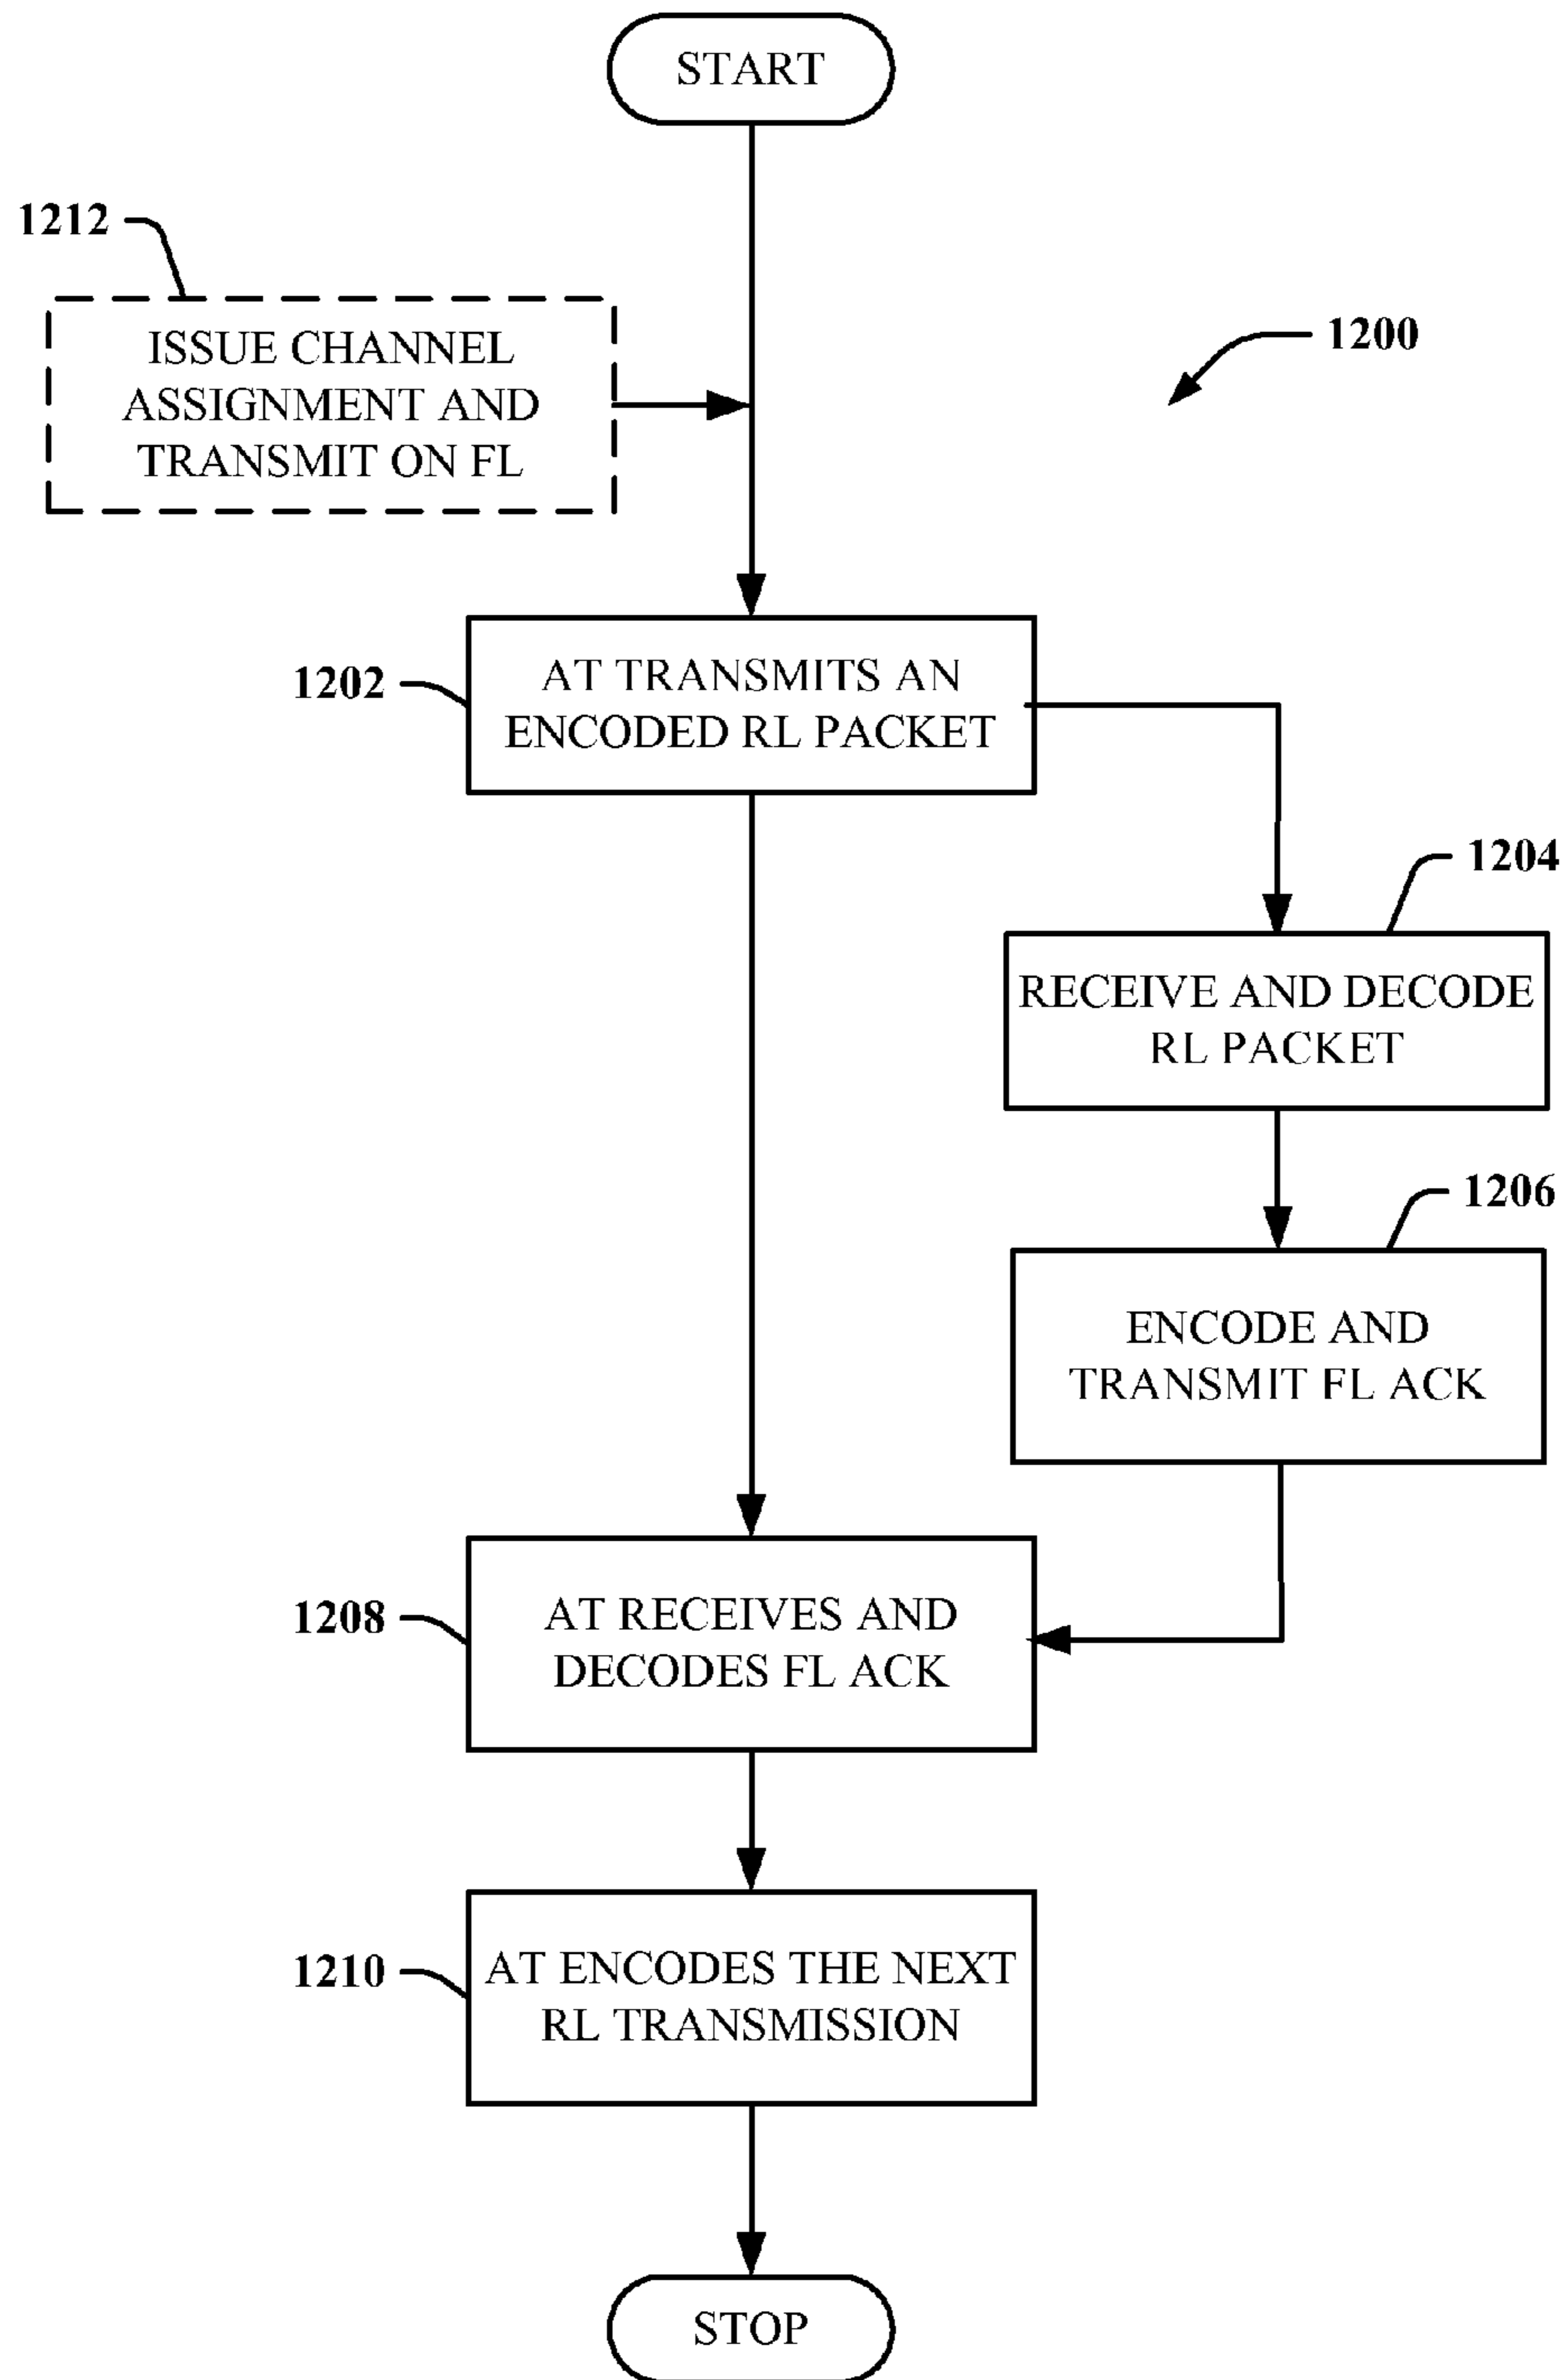 START
1212
ISSUE CHANNEL
ASSIGNMENT AND
TRANSMIT ON FL
1200
1202
AT TRANSMITS AN
ENCODED RL PACKET
1204
RECEIVE AND DECODE
RL PACKET
1206
ENCODE AND
TRANSMIT FL ACK
1208
AT RECEIVES AND
DECODES FL ACK
1210
AT ENCODES THE NEXT
RL TRANSMISSION
STOP